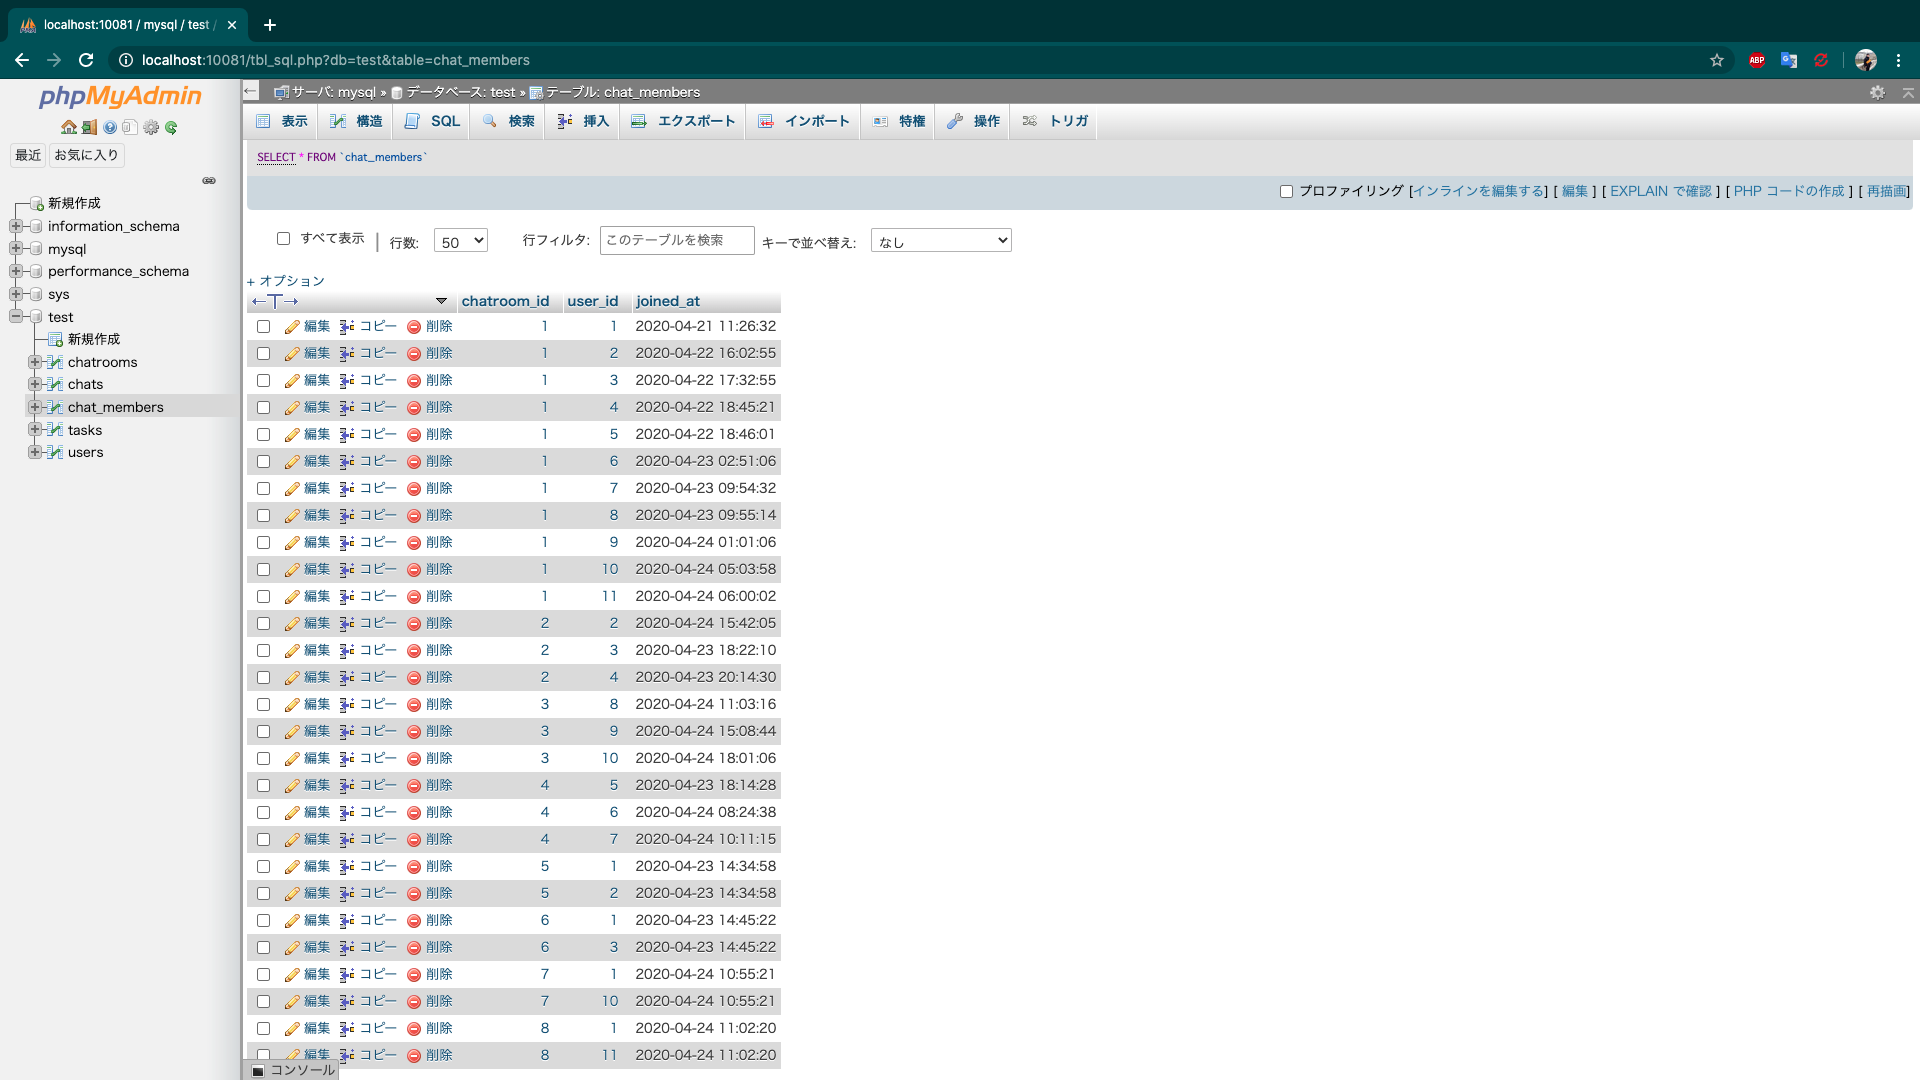 localhost:10081 / mysql / test /
localhost:10081/tbl_sql.php?db=test&table=chat_members
ABP
phpMyAdmin
最近 お気に入り
新規作成
information_schema
mysql
performance_schema
sys
test
新規作成
chatrooms
chats
chat_members
tasks
users
サーバ: mysql » データベース: test » テーブル: chat_members
表示 構造 SQL 検索 挿入 エクスポート インポート 特権 操作 トリガ
SELECT * FROM `chat_members`
プロファイリング [インラインを編集する] [ 編集 ] [ EXPLAIN で確認 ] [ PHP コードの作成 ] [ 再描画]
すべて表示 | 行数: 50 行フィルタ: このテーブルを検索 キーで並べ替え: なし
+ オプション
←T→ chatroom_id user_id joined_at
編集 コピー 削除 1 1 2020-04-21 11:26:32
編集 コピー 削除 1 2 2020-04-22 16:02:55
編集 コピー 削除 1 3 2020-04-22 17:32:55
編集 コピー 削除 1 4 2020-04-22 18:45:21
編集 コピー 削除 1 5 2020-04-22 18:46:01
編集 コピー 削除 1 6 2020-04-23 02:51:06
編集 コピー 削除 1 7 2020-04-23 09:54:32
編集 コピー 削除 1 8 2020-04-23 09:55:14
編集 コピー 削除 1 9 2020-04-24 01:01:06
編集 コピー 削除 1 10 2020-04-24 05:03:58
編集 コピー 削除 1 11 2020-04-24 06:00:02
編集 コピー 削除 2 2 2020-04-24 15:42:05
編集 コピー 削除 2 3 2020-04-23 18:22:10
編集 コピー 削除 2 4 2020-04-23 20:14:30
編集 コピー 削除 3 8 2020-04-24 11:03:16
編集 コピー 削除 3 9 2020-04-24 15:08:44
編集 コピー 削除 3 10 2020-04-24 18:01:06
編集 コピー 削除 4 5 2020-04-23 18:14:28
編集 コピー 削除 4 6 2020-04-24 08:24:38
編集 コピー 削除 4 7 2020-04-24 10:11:15
編集 コピー 削除 5 1 2020-04-23 14:34:58
編集 コピー 削除 5 2 2020-04-23 14:34:58
編集 コピー 削除 6 1 2020-04-23 14:45:22
編集 コピー 削除 6 3 2020-04-23 14:45:22
編集 コピー 削除 7 1 2020-04-24 10:55:21
編集 コピー 削除 7 10 2020-04-24 10:55:21
編集 コピー 削除 8 1 2020-04-24 11:02:20
編集 コピー 削除 8 11 2020-04-24 11:02:20
コンソール